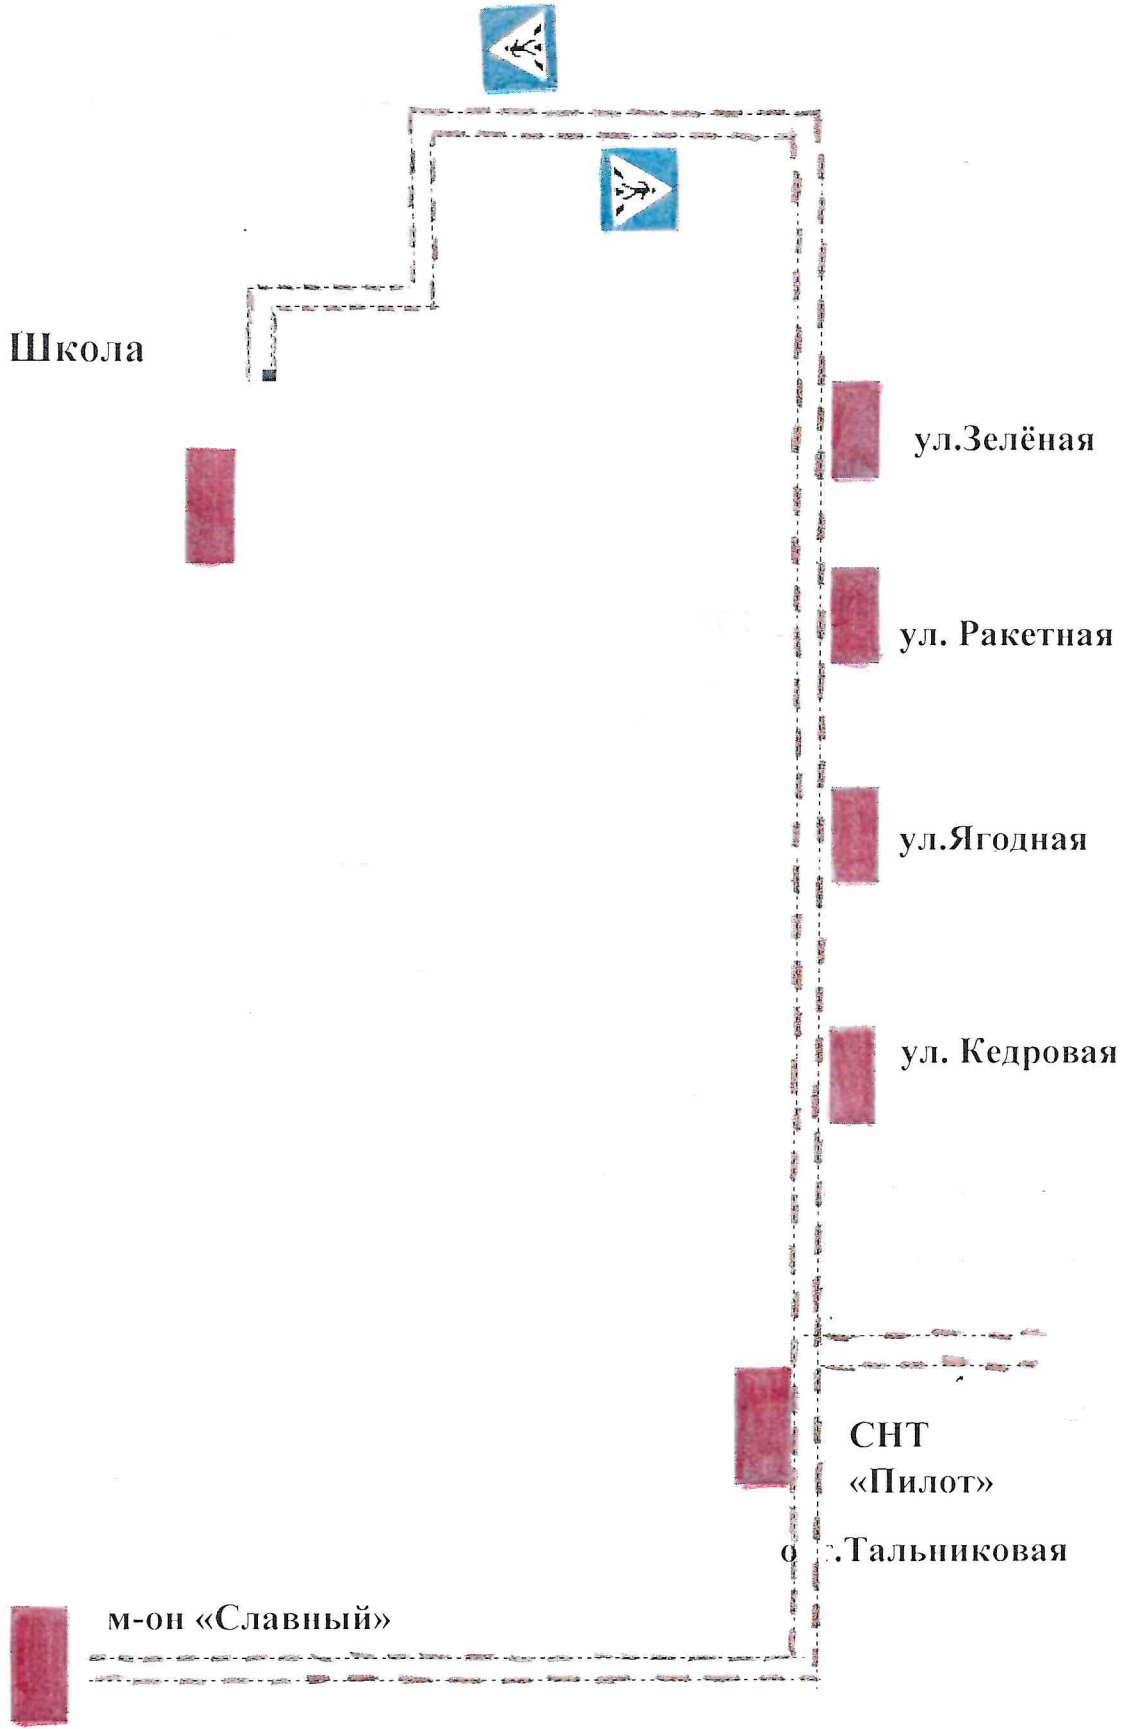 Школа
ул.Зелёная
ул. Ракетная
ул.Ягодная
ул. Кедровая
СНТ
«Пилот»
.Тальниковая
м-он «Славный»